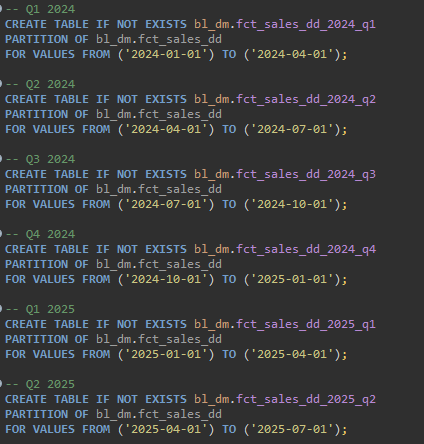 -- Q1 2024
CREATE TABLE IF NOT EXISTS bl_dm.fct_sales_dd_2024_q1
PARTITION OF bl_dm.fct_sales_dd
FOR VALUES FROM ('2024-01-01') TO ('2024-04-01');
-- Q2 2024
CREATE TABLE IF NOT EXISTS bl_dm.fct_sales_dd_2024_q2
PARTITION OF bl_dm.fct_sales_dd
FOR VALUES FROM ('2024-04-01') TO ('2024-07-01');
-- Q3 2024
CREATE TABLE IF NOT EXISTS bl_dm.fct_sales_dd_2024_q3
PARTITION OF bl_dm.fct_sales_dd
FOR VALUES FROM ('2024-07-01') TO ('2024-10-01');
-- Q4 2024
CREATE TABLE IF NOT EXISTS bl_dm.fct_sales_dd_2024_q4
PARTITION OF bl_dm.fct_sales_dd
FOR VALUES FROM ('2024-10-01') TO ('2025-01-01');
-- Q1 2025
CREATE TABLE IF NOT EXISTS bl_dm.fct_sales_dd_2025_q1
PARTITION OF bl_dm.fct_sales_dd
FOR VALUES FROM ('2025-01-01') TO ('2025-04-01');
-- Q2 2025
CREATE TABLE IF NOT EXISTS bl_dm.fct_sales_dd_2025_q2
PARTITION OF bl_dm.fct_sales_dd
FOR VALUES FROM ('2025-04-01') TO ('2025-07-01');